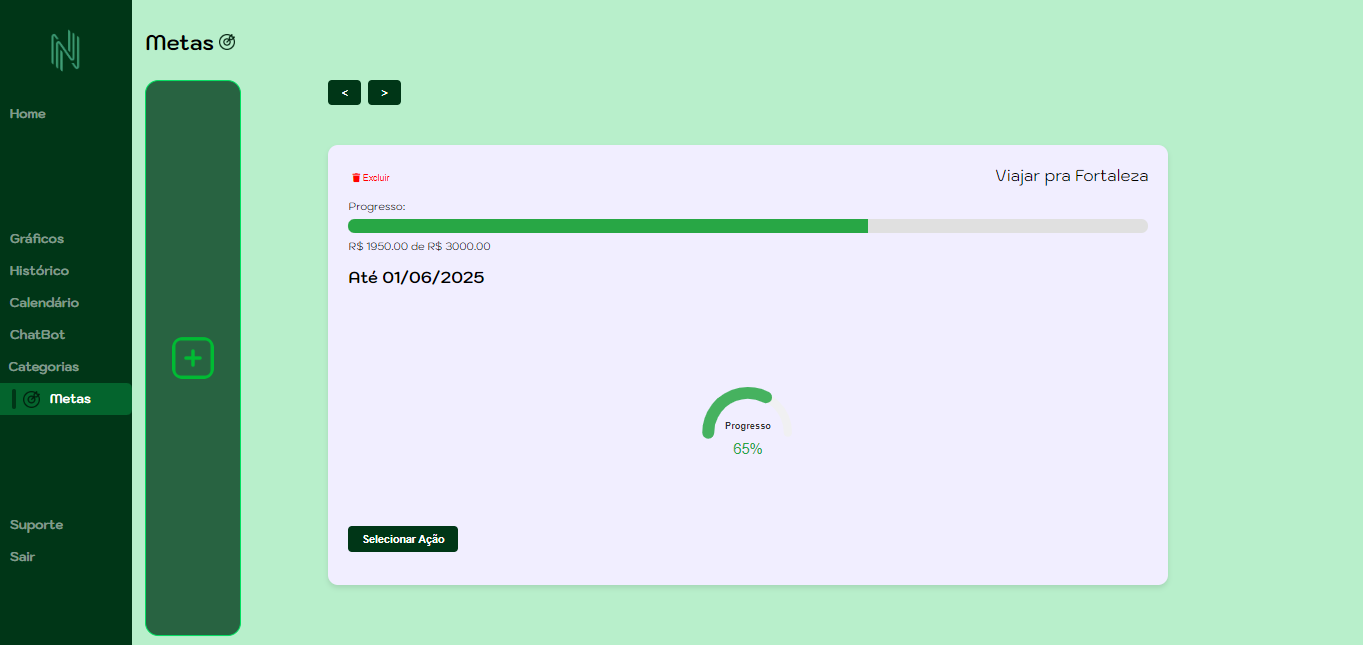 Home
Gráficos
Histórico
Calendário
ChatBot
Categorias
Metas
Suporte
Sair
Metas
< >
Excluir
Viajar pra Fortaleza
Progresso:
R$ 1950.00 de R$ 3000.00
Até 01/06/2025
Progresso
65%
Selecionar Ação